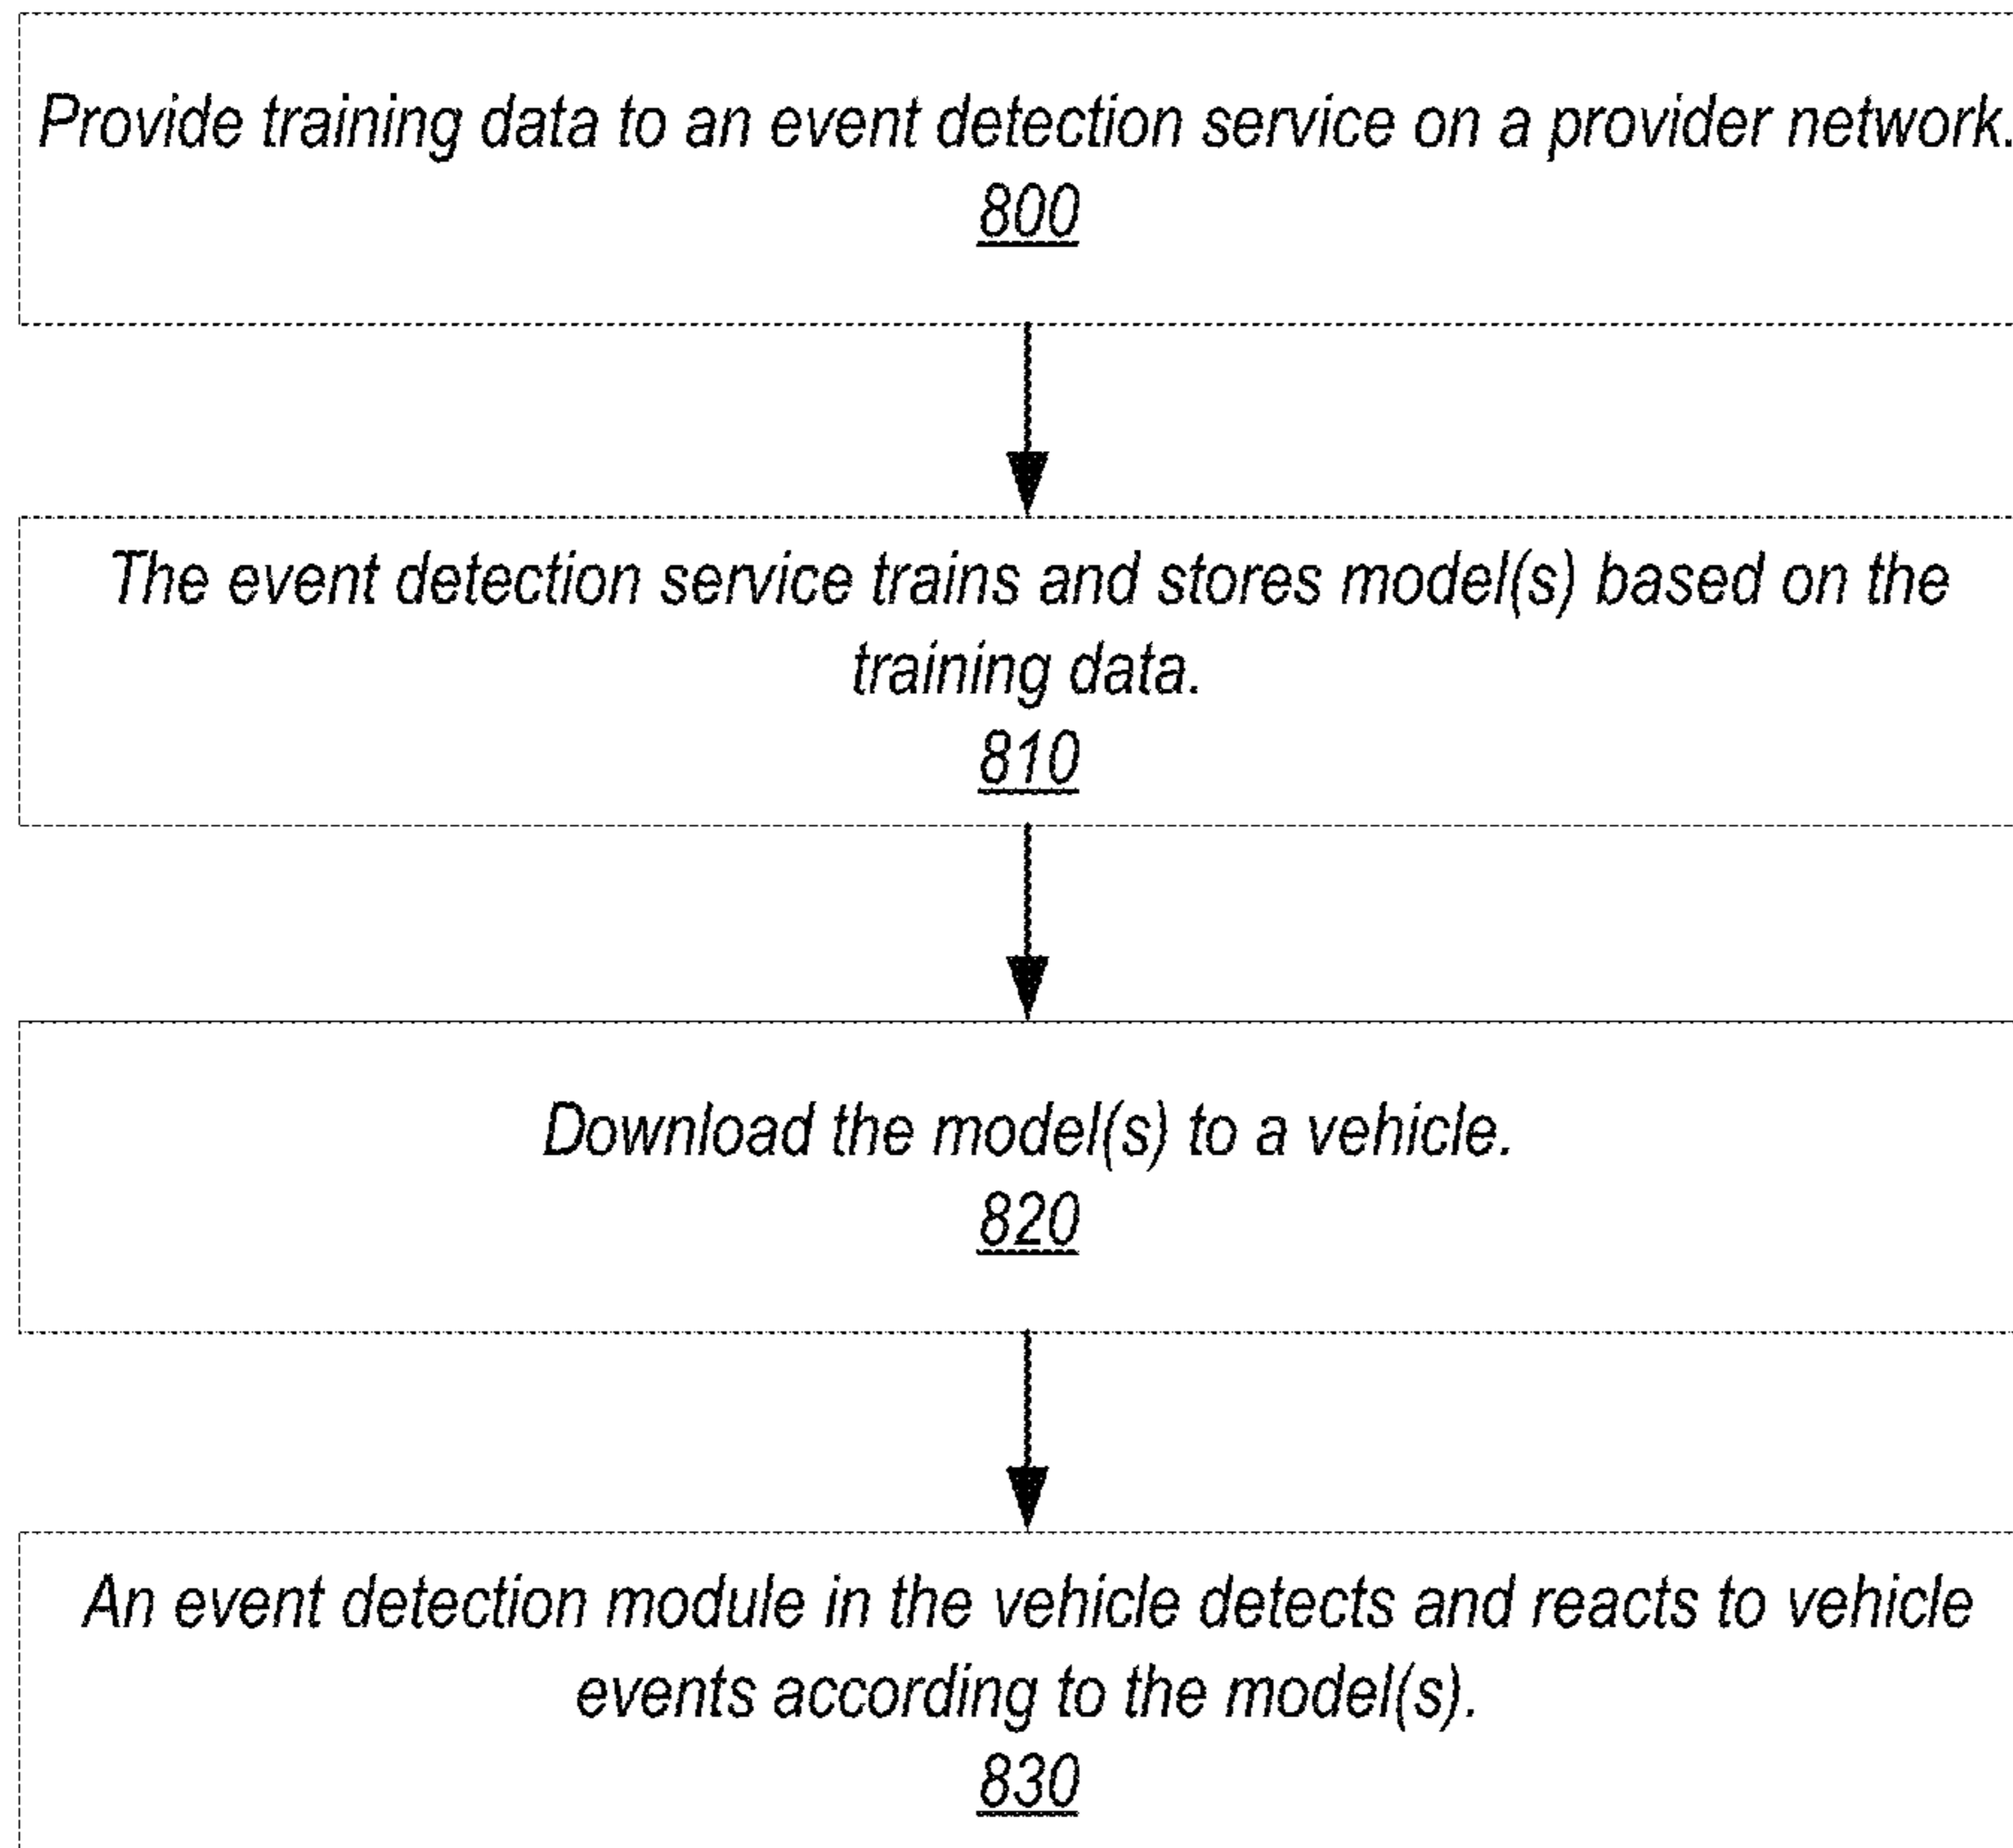 Provide training data to an event detection service on a provider network.
800
The event detection service trains and stores model(s) based on the
training data.
810
Download the model(s) to a vehicle.
820
An event detection module in the vehicle detects and reacts to vehicle
events according to the model(s).
830